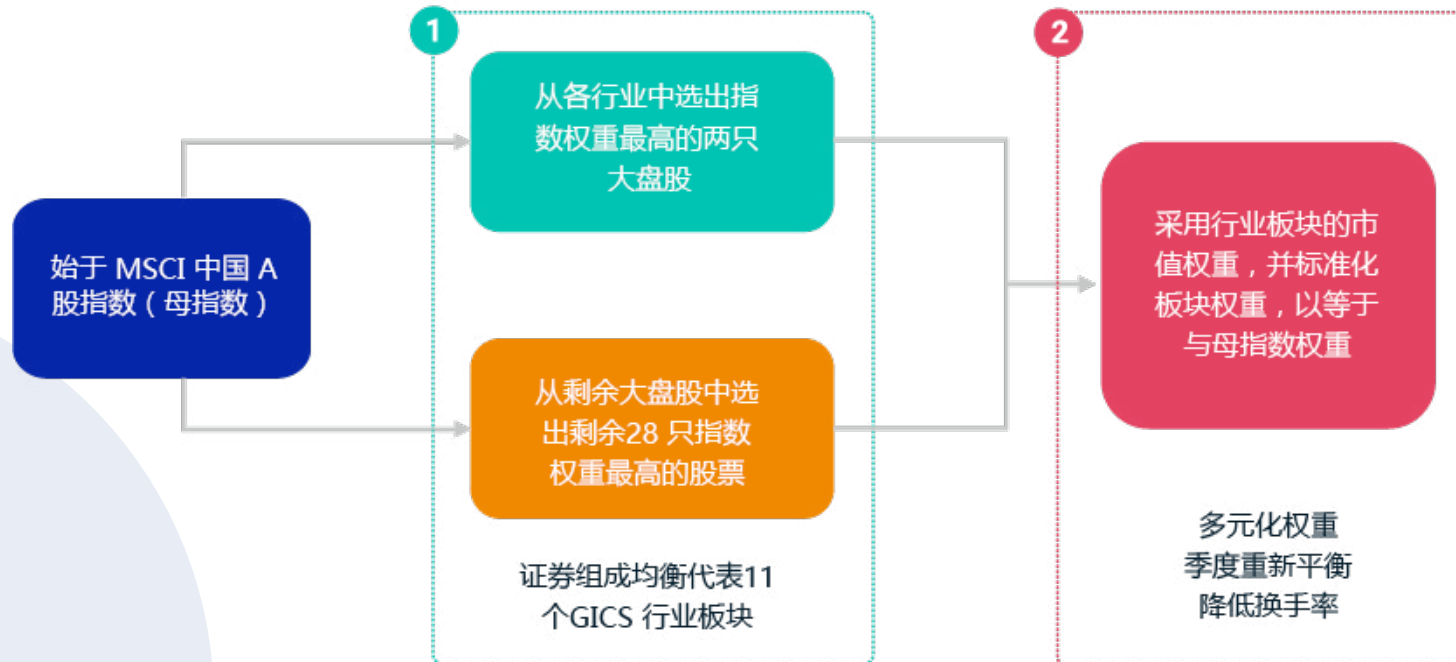 1
从各行业中选出指
数权重最高的两只
大盘股
始于 MSCI 中国 A
股指数（母指数）
从剩余大盘股中选
出剩余28 只指数
权重最高的股票
证券组成均衡代表11
个GICS 行业板块
2
采用行业板块的市
值权重，并标准化
板块权重，以等于
与母指数权重
多元化权重
季度重新平衡
降低换手率